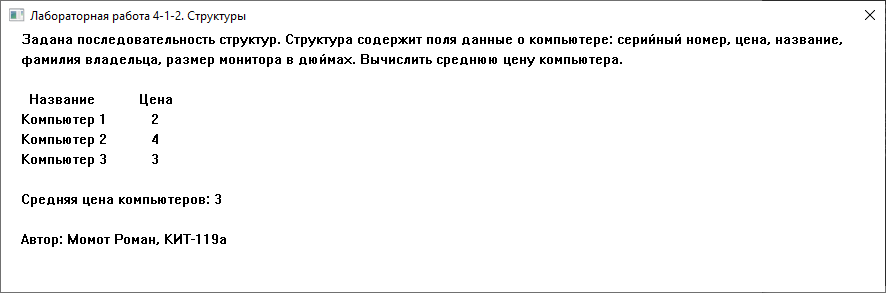 Лабораторная работа 4-1-2. Структуры
Задана последовательность структур. Структура содержит поля данные о компьютере: серийный номер, цена, название,
фамилия владельца, размер монитора в дюймах. Вычислить среднюю цену компьютера.
Название Цена
Компьютер 1 2
Компьютер 2 4
Компьютер 3 3
Средняя цена компьютеров: 3
Автор: Момот Роман, КИТ-119а